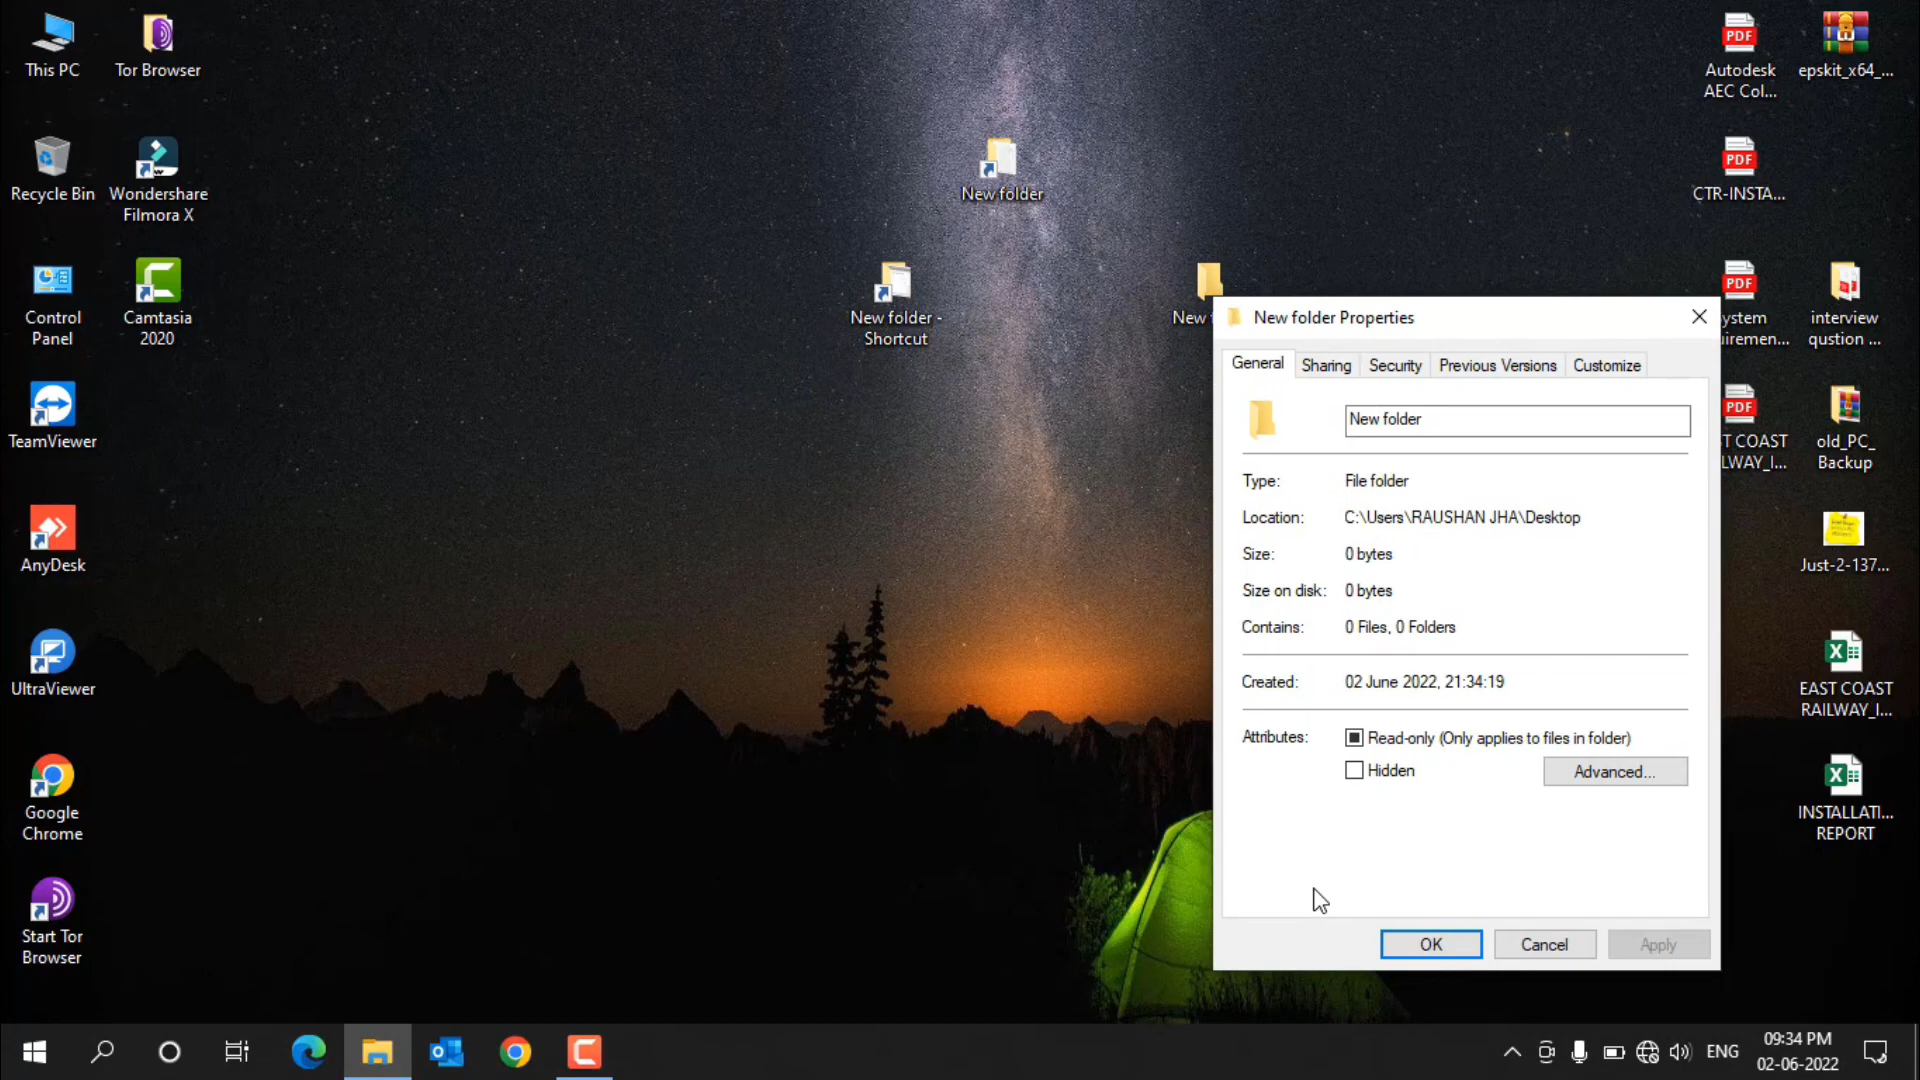 This PC
Tor Browser
Recycle Bin
Wondershare
Filmora X
Control
Panel
Camtasia
2020
TeamViewer
AnyDesk
UltraViewer
Google
Chrome
Start Tor
Browser
New folder
New folder -
Shortcut
New f
PDF
Autodesk
AEC Col...
epskit_x64_...
PDF
CTR-INSTA...
PDF
ystem
uiremen...
interview
qustion ...
PDF
T COAST
LWAY_I...
old_PC_
Backup
Just-2-137...
EAST COAST
RAILWAY_I...
INSTALLATI...
REPORT
New folder Properties
General
Sharing
Security
Previous Versions
Customize
New folder
Type: File folder
Location: C:\Users\RAUSHAN JHA\Desktop
Size: 0 bytes
Size on disk: 0 bytes
Contains: 0 Files, 0 Folders
Created: 02 June 2022, 21:34:19
Attributes: Read-only (Only applies to files in folder)
Hidden
Advanced...
OK
Cancel
Apply
ENG
09:34 PM
02-06-2022